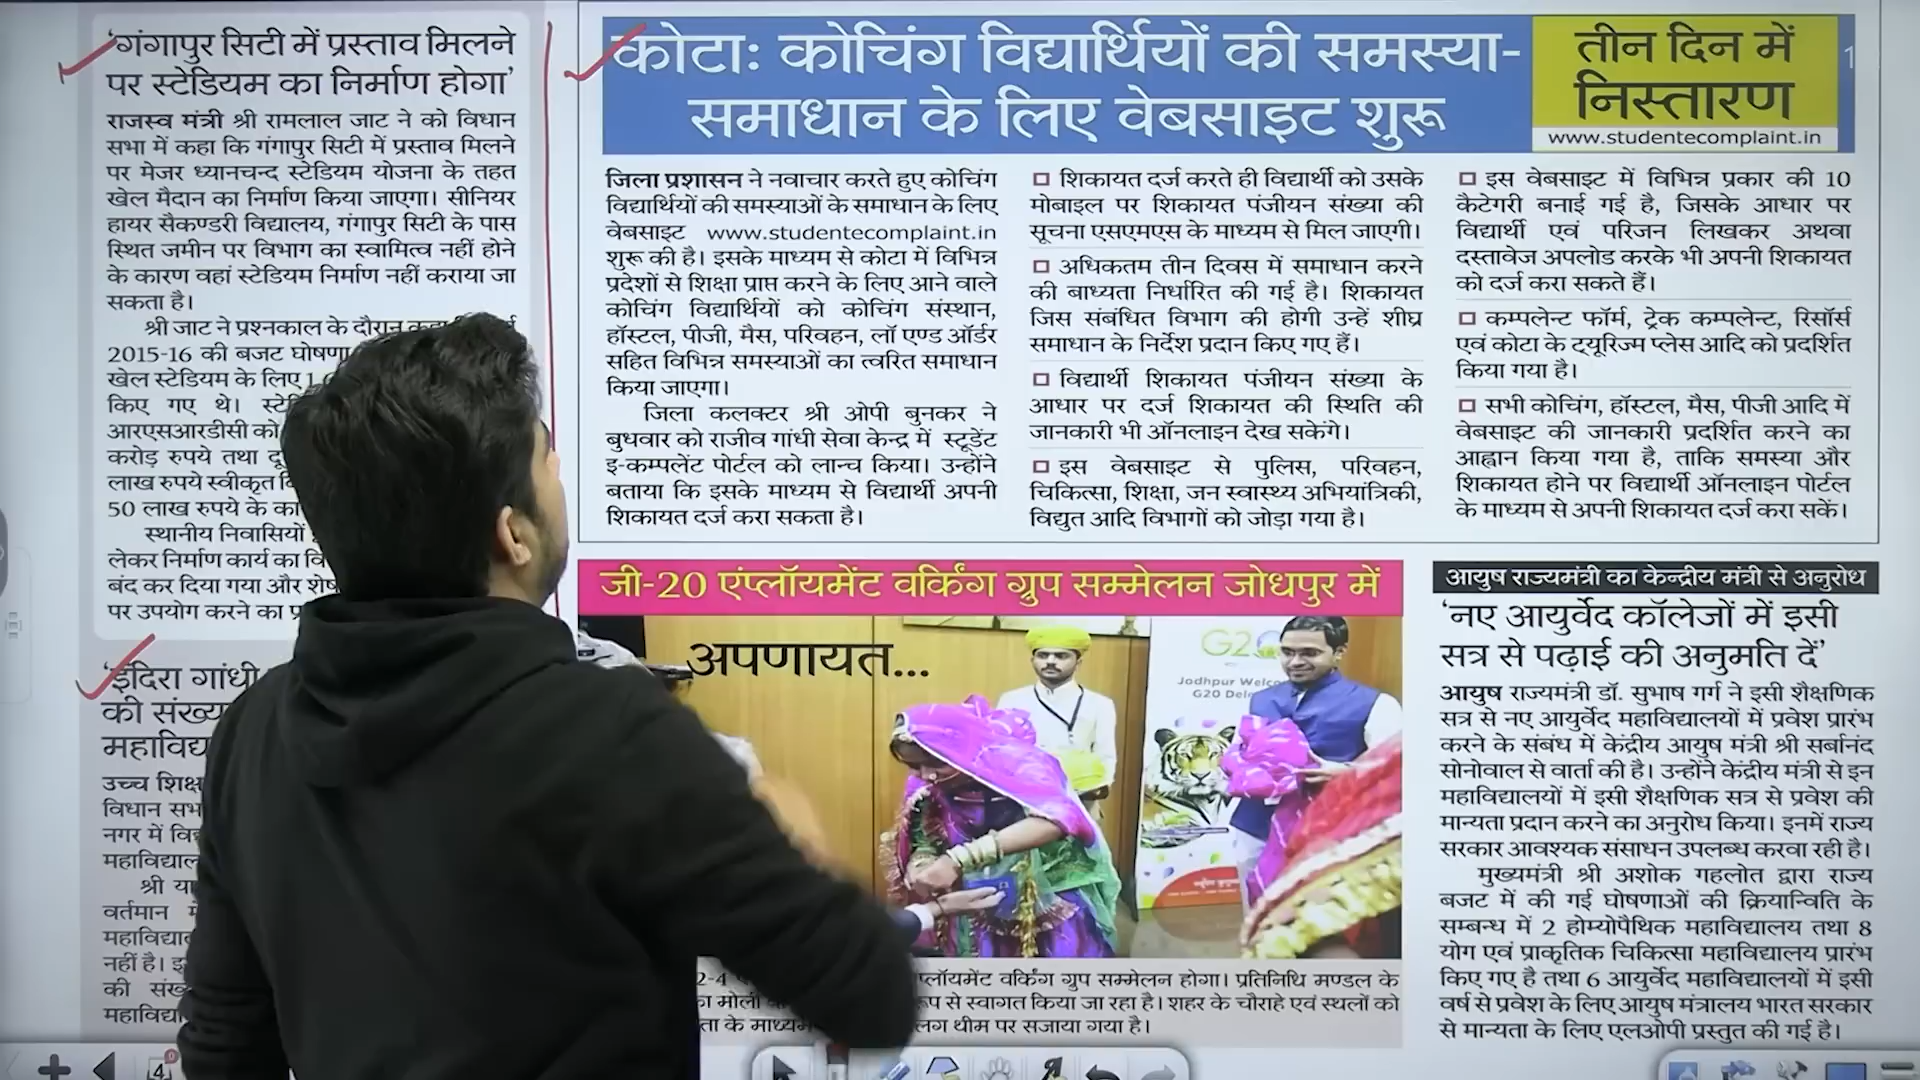 'गंगापुर सिटी में प्रस्ताव मिलने
पर स्टेडियम का निर्माण होगा'
राजस्व मंत्री श्री रामलाल जाट ने को विधान
सभा में कहा कि गंगापुर सिटी में प्रस्ताव मिलने
पर मेजर ध्यानचन्द स्टेडियम योजना के तहत
खेल मैदान का निर्माण किया जाएगा। सीनियर
हायर सैकण्डरी विद्यालय, गंगापुर सिटी के पास
स्थित जमीन पर विभाग का स्वामित्व नहीं होने
के कारण वहां स्टेडियम निर्माण नहीं कराया जा
सकता है।
श्री जाट ने प्रश्नकाल के दौरान
2015-16 की बजट घोषणा
खेल स्टेडियम के लिए
किए गए थे।
आरएसआरडीसी को
करोड़ रुपये तथा
लाख रुपये स्वीकृत
50 लाख रुपये के
स्थानीय निवासियों
लेकर निर्माण कार्य का
बंद कर दिया गया और
पर उपयोग करने का
'इंदिरा गांधी
की
उच्च
विधान
नगर में
श्री
वर्तमान
नहीं है।
की
कोटा: कोचिंग विद्यार्थियों की समस्या-
समाधान के लिए वेबसाइट शुरू
तीन दिन में
निस्तारण
www.studentecomplaint.in
जिला प्रशासन ने नवाचार करते हुए कोचिंग
विद्यार्थियों की समस्याओं के समाधान के लिए
वेबसाइट www.studentecomplaint.in
शुरू की है। इसके माध्यम से कोटा में विभिन्न
प्रदेशों से शिक्षा प्राप्त करने के लिए आने वाले
कोचिंग विद्यार्थियों को कोचिंग संस्थान,
हॉस्टल, पीजी, मैस, परिवहन, लॉ एण्ड ऑर्डर
सहित विभिन्न समस्याओं का त्वरित समाधान
किया जाएगा।
जिला कलक्टर श्री ओपी बुनकर ने
बुधवार को राजीव गांधी सेवा केन्द्र में स्टूडेंट
इ-कम्पलेंट पोर्टल को लान्च किया। उन्होंने
बताया कि इसके माध्यम से विद्यार्थी अपनी
शिकायत दर्ज करा सकता है।
शिकायत दर्ज करते ही विद्यार्थी को उसके
मोबाइल पर शिकायत पंजीयन संख्या की
सूचना एसएमएस के माध्यम से मिल जाएगी।
अधिकतम तीन दिवस में समाधान करने
की बाध्यता निर्धारित की गई है। शिकायत
जिस संबंधित विभाग की होगी उन्हें शीघ्र
समाधान के निर्देश प्रदान किए गए हैं।
विद्यार्थी शिकायत पंजीयन संख्या के
आधार पर दर्ज शिकायत की स्थिति की
जानकारी भी ऑनलाइन देख सकेंगे।
इस वेबसाइट से पुलिस, परिवहन,
चिकित्सा, शिक्षा, जन स्वास्थ्य अभियांत्रिकी,
विद्युत आदि विभागों को जोड़ा गया है।
इस वेबसाइट में विभिन्न प्रकार की 10
कैटेगरी बनाई गई है, जिसके आधार पर
विद्यार्थी एवं परिजन लिखकर अथवा
दस्तावेज अपलोड करके भी अपनी शिकायत
को दर्ज करा सकते हैं।
कम्पलेन्ट फॉर्म, ट्रेक कम्पलेन्ट, रिसॉर्स
एवं कोटा के ट्यूरिज्म प्लेस आदि को प्रदर्शित
किया गया है।
सभी कोचिंग, हॉस्टल, मैस, पीजी आदि में
वेबसाइट की जानकारी प्रदर्शित करने का
आह्वान किया गया है, ताकि समस्या और
शिकायत होने पर विद्यार्थी ऑनलाइन पोर्टल
के माध्यम से अपनी शिकायत दर्ज करा सकें।
जी-20 एंप्लॉयमेंट वर्किंग ग्रुप सम्मेलन जोधपुर में
अपणायत...
G20
Jodhpur
G20
2-4
एंप्लॉयमेंट वर्किंग ग्रुप सम्मेलन होगा। प्रतिनिधि मण्डल के
का मोली
से स्वागत किया जा रहा है। शहर के चौराहे एवं स्थलों को
के माध्यम
थीम पर सजाया गया है।
आयुष राज्यमंत्री का केन्द्रीय मंत्री से अनुरोध
'नए आयुर्वेद कॉलेजों में इसी
सत्र से पढ़ाई की अनुमति दें'
आयुष राज्यमंत्री डॉ. सुभाष गर्ग ने इसी शैक्षणिक
सत्र से नए आयुर्वेद महाविद्यालयों में प्रवेश प्रारंभ
करने के संबंध में केंद्रीय आयुष मंत्री श्री सर्बानंद
सोनोवाल से वार्ता की है। उन्होंने केंद्रीय मंत्री से इन
महाविद्यालयों में इसी शैक्षणिक सत्र से प्रवेश की
मान्यता प्रदान करने का अनुरोध किया। इनमें राज्य
सरकार आवश्यक संसाधन उपलब्ध करवा रही है।
मुख्यमंत्री श्री अशोक गहलोत द्वारा राज्य
बजट में की गई घोषणाओं की क्रियान्विति के
सम्बन्ध में 2 होम्योपैथिक महाविद्यालय तथा 8
योग एवं प्राकृतिक चिकित्सा महाविद्यालय प्रारंभ
किए गए है तथा 6 आयुर्वेद महाविद्यालयों में इसी
वर्ष से प्रवेश के लिए आयुष मंत्रालय भारत सरकार
से मान्यता के लिए एलओपी प्रस्तुत की गई है।
4